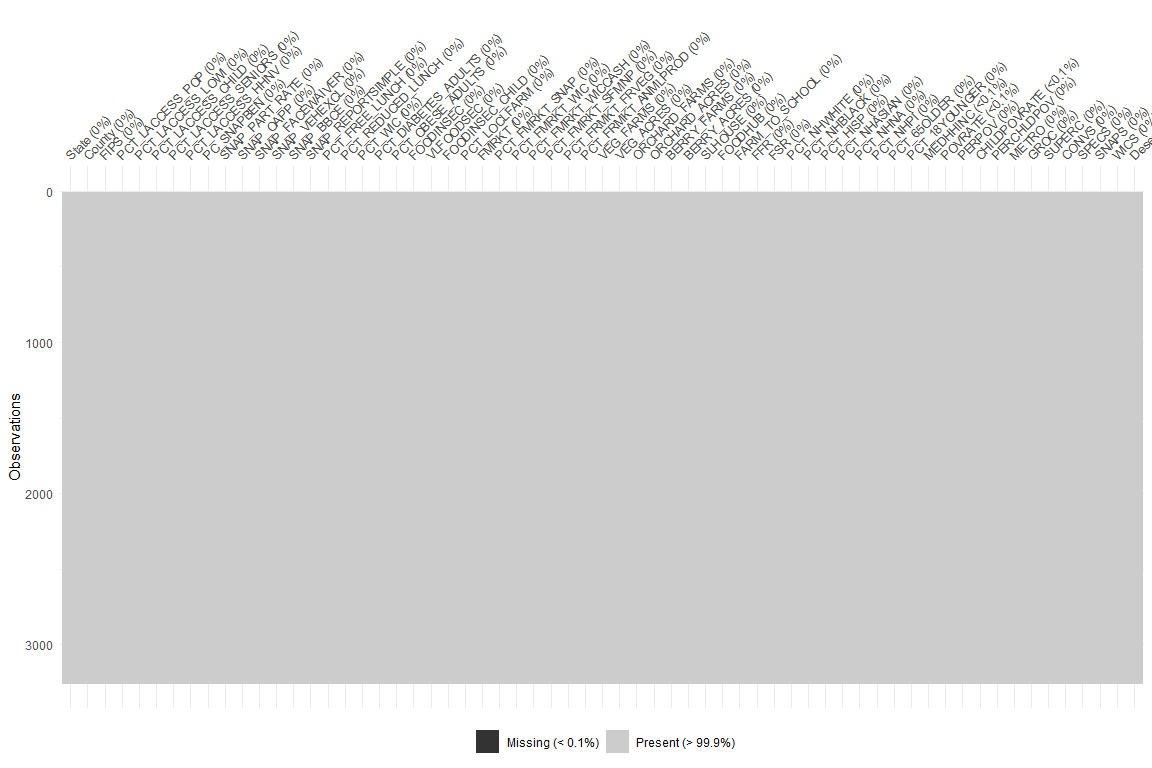 State (0%)
County (0%)
FIPS (0%)
PCT_LACCESS_POP (0%)
PCT_LACCESS_LOWI (0%)
PCT_LACCESS_CHILD (0%)
PCT_LACCESS_SENIORS (0%)
PCT_LACCESS_HHNV (0%)
PC_SNAPBEN (0%)
SNAP_PART_RATE (0%)
SNAP_OAPP (0%)
SNAP_FACEWAIVER (0%)
SNAP_VEHEXCL (0%)
SNAP_BBCE (0%)
SNAP_REPORTSIMPLE (0%)
PCT_FREE_LUNCH (0%)
PCT_REDUCED_LUNCH (0%)
PCT_WIC (0%)
PCT_DIABETES_ADULTS (0%)
PCT_OBESE_ADULTS (0%)
FOODINSEC (0%)
VLFOODSEC (0%)
FOODINSEC_CHILD (0%)
PCT_LOCLFARM (0%)
FMRKT (0%)
PCT_FMRKT_SNAP (0%)
PCT_FMRKT_WIC (0%)
PCT_FMRKT_WICCASH (0%)
PCT_FMRKT_SFMNP (0%)
PCT_FRMKT_FRVEG (0%)
PCT_FRMKT_ANMLPROD (0%)
VEG_FARMS (0%)
VEG_ACRES (0%)
ORCHARD_FARMS (0%)
ORCHARD_ACRES (0%)
BERRY_FARMS (0%)
BERRY_ACRES (0%)
SLHOUSE (0%)
FOODHUB (0%)
FARM_TO_SCHOOL (0%)
FFR (0%)
FSR (0%)
PCT_NHWHITE (0%)
PCT_NHBLACK (0%)
PCT_HISP (0%)
PCT_NHASIAN (0%)
PCT_NHNA (0%)
PCT_NHPI (0%)
PCT_65OLDER (0%)
PCT_18YOUNGER (0%)
MEDHHINC (<0.1%)
POVRATE (<0.1%)
PERPOV (0%)
CHILDPOVRATE (<0.1%)
PERCHLDPOV (0%)
METRO (0%)
GROC (0%)
SUPERC (0%)
CONVS (0%)
SPECS (0%)
SNAPS (0%)
WICS (0%)
Observations
0
1000
2000
3000
Missing (< 0.1%)
Present (> 99.9%)